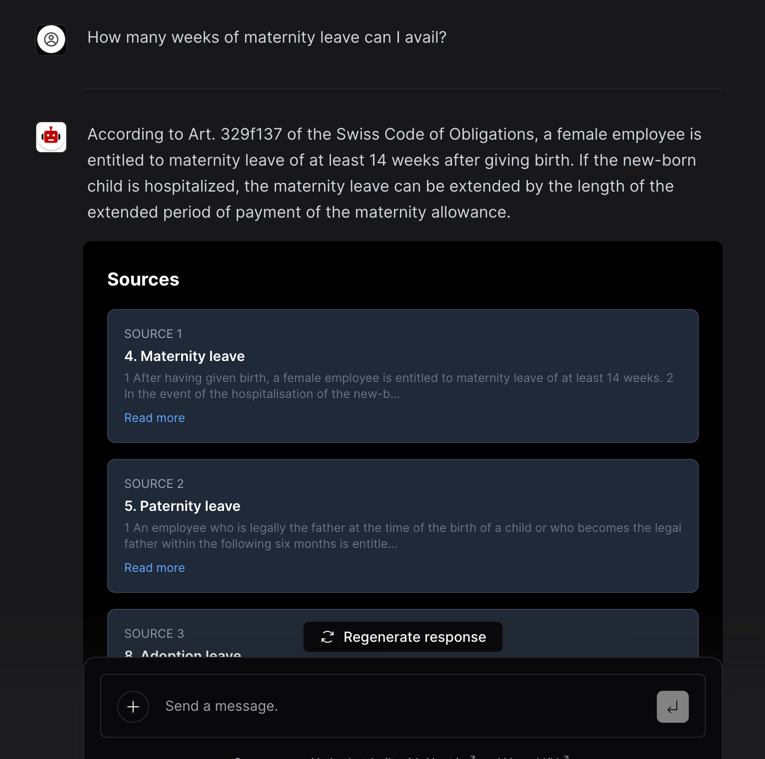 How many weeks of maternity leave can I avail?
According to Art. 329f137 of the Swiss Code of Obligations, a female employee is
entitled to maternity leave of at least 14 weeks after giving birth. If the new-born
child is hospitalized, the maternity leave can be extended by the length of the
extended period of payment of the maternity allowance.
Sources
SOURCE 1
4. Maternity leave
1 After having given birth, a female employee is entitled to maternity leave of at least 14 weeks. 2
In the event of the hospitalisation of the new-b...
Read more
SOURCE 2
5. Paternity leave
1 An employee who is legally the father at the time of the birth of a child or who becomes the legal
father within the following six months is entitle...
Read more
SOURCE 3
8. Adoption leave
Regenerate response
Send a message.